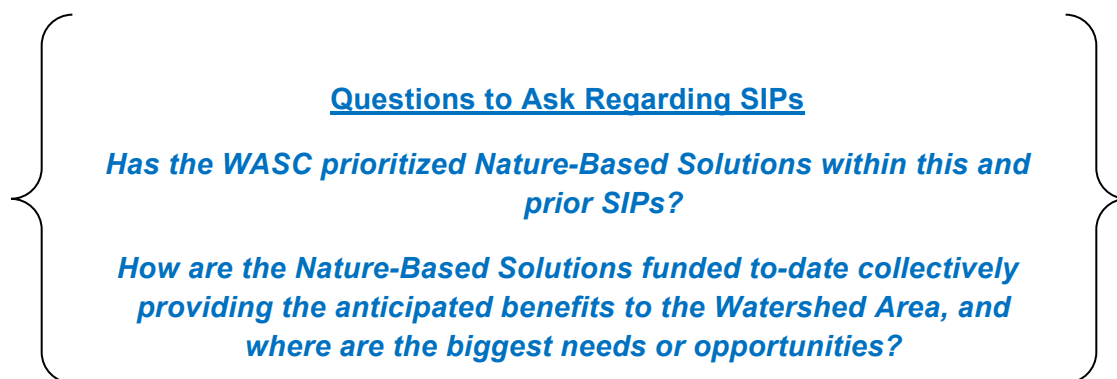 Questions to Ask Regarding SIPs
Has the WASC prioritized Nature-Based Solutions within this and
prior SIPs?
How are the Nature-Based Solutions funded to-date collectively
providing the anticipated benefits to the Watershed Area, and
where are the biggest needs or opportunities?